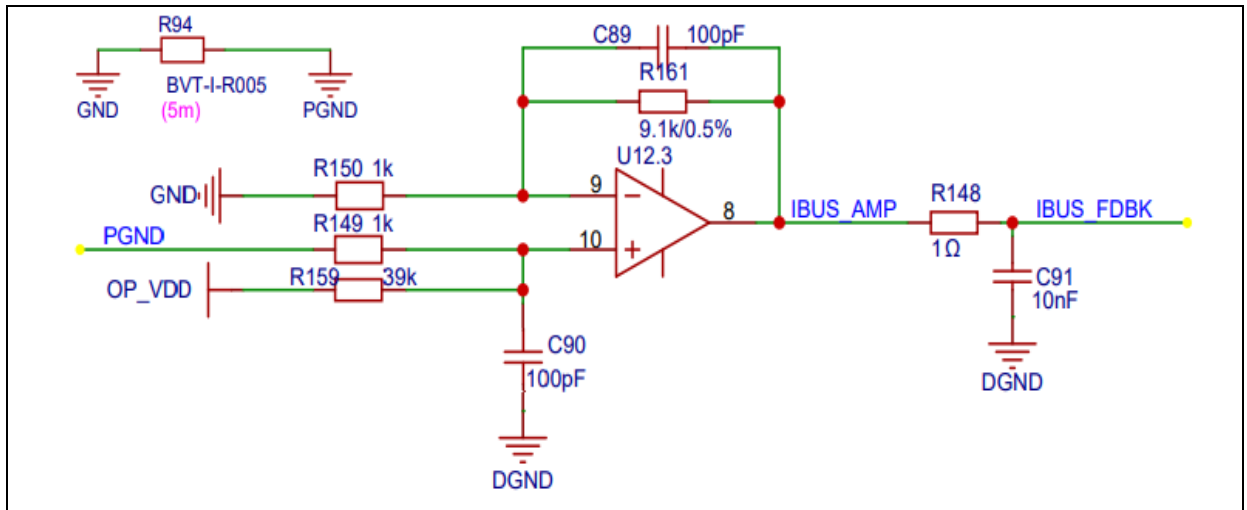 R94
BVT-I-R005
(5m)
GND
PGND
C89
100pF
R161
9.1k/0.5%
U12.3
R150 1k
GND
9
R149 1k
PGND
10
8
IBUS_AMP
R148
1Ω
IBUS_FDBK
R159 39k
OP_VDD
C91
10nF
C90
100pF
DGND
DGND